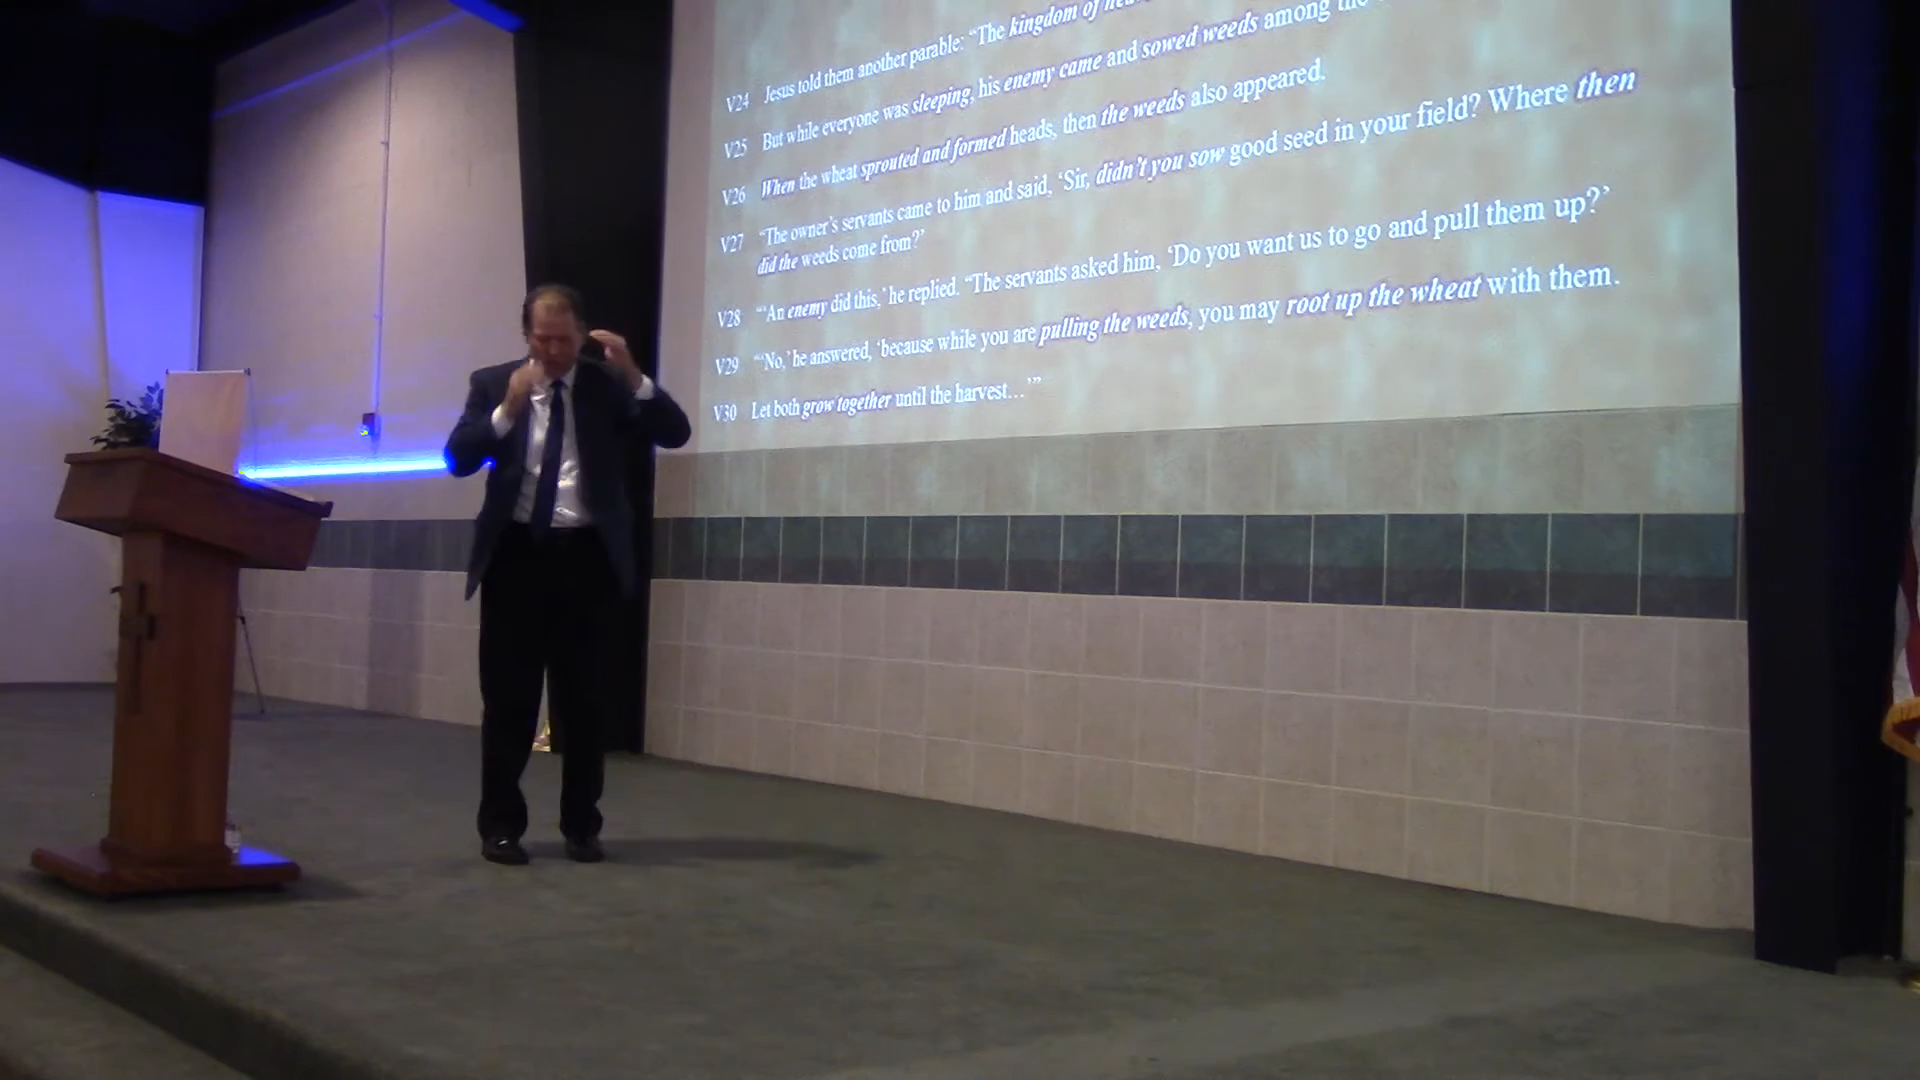 V24 Jesus told them another parable: “The kingdom of
V25 But while everyone was sleeping, his enemy came and sowed weeds among
V26 When the wheat sprouted and formed heads, then the weeds also appeared.
V27 “The owner’s servants came to him and said, ‘Sir, didn’t you sow good seed in your field? Where then
did the weeds come from?’
V28 “‘An enemy did this,’ he replied. “The servants asked him, ‘Do you want us to go and pull them up?’
V29 “‘No,’ he answered, ‘because while you are pulling the weeds, you may root up the wheat with them.
V30 Let both grow together until the harvest…’”